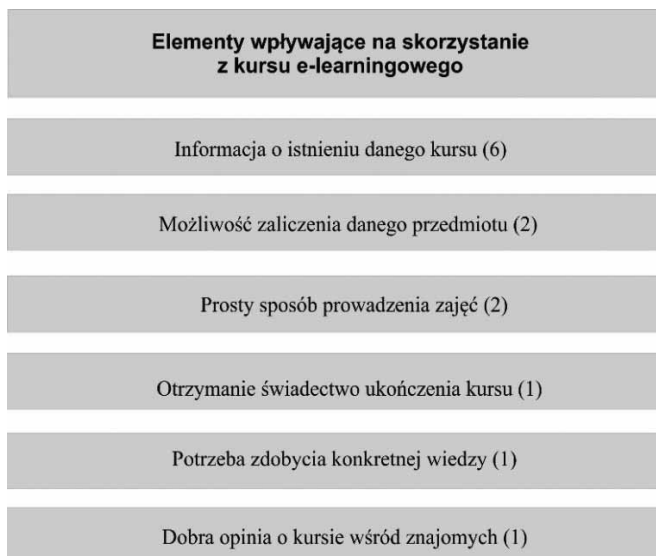 Elementy wpływające na skorzystanie
z kursu e-learningowego
Informacja o istnieniu danego kursu (6)
Możliwość zaliczenia danego przedmiotu (2)
Prosty sposób prowadzenia zajęć (2)
Otrzymanie świadectwo ukończenia kursu (1)
Potrzeba zdobycia konkretnej wiedzy (1)
Dobra opinia o kursie wśród znajomych (1)